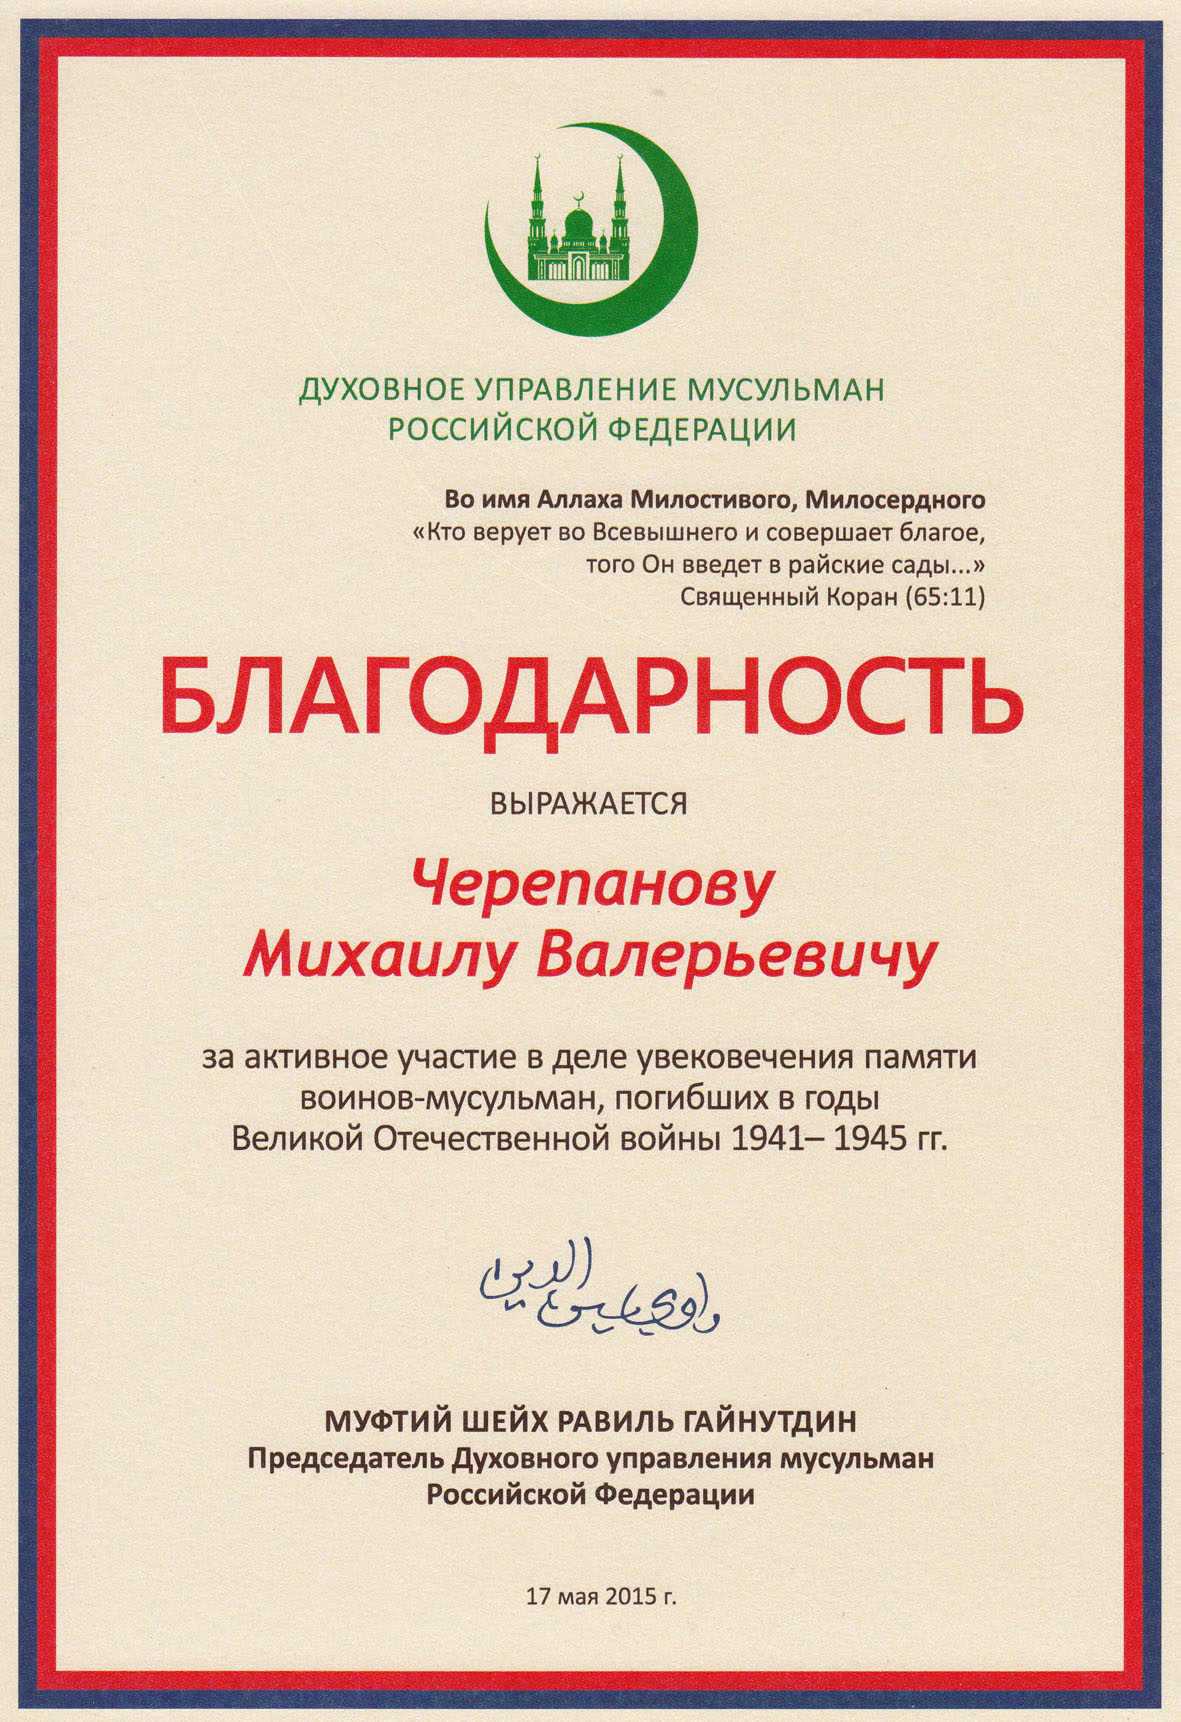 ДУХОВНОЕ УПРАВЛЕНИЕ МУСУЛЬМАН
РОССИЙСКОЙ ФЕДЕРАЦИИ
Во имя Аллаха Милостивого, Милосердного
«Кто верует во Всевышнего и совершает благое,
того Он введет в райские сады...»
Священный Коран (65:11)
БЛАГОДАРНОСТЬ
ВЫРАЖАЕТСЯ
Черепанову
Михаилу Валерьевичу
за активное участие в деле увековечения памяти
воинов-мусульман, погибших в годы
Великой Отечественной войны 1941– 1945 гг.
МУФТИЙ ШЕЙХ РАВИЛЬ ГАЙНУТДИН
Председатель Духовного управления мусульман
Российской Федерации
17 мая 2015 г.